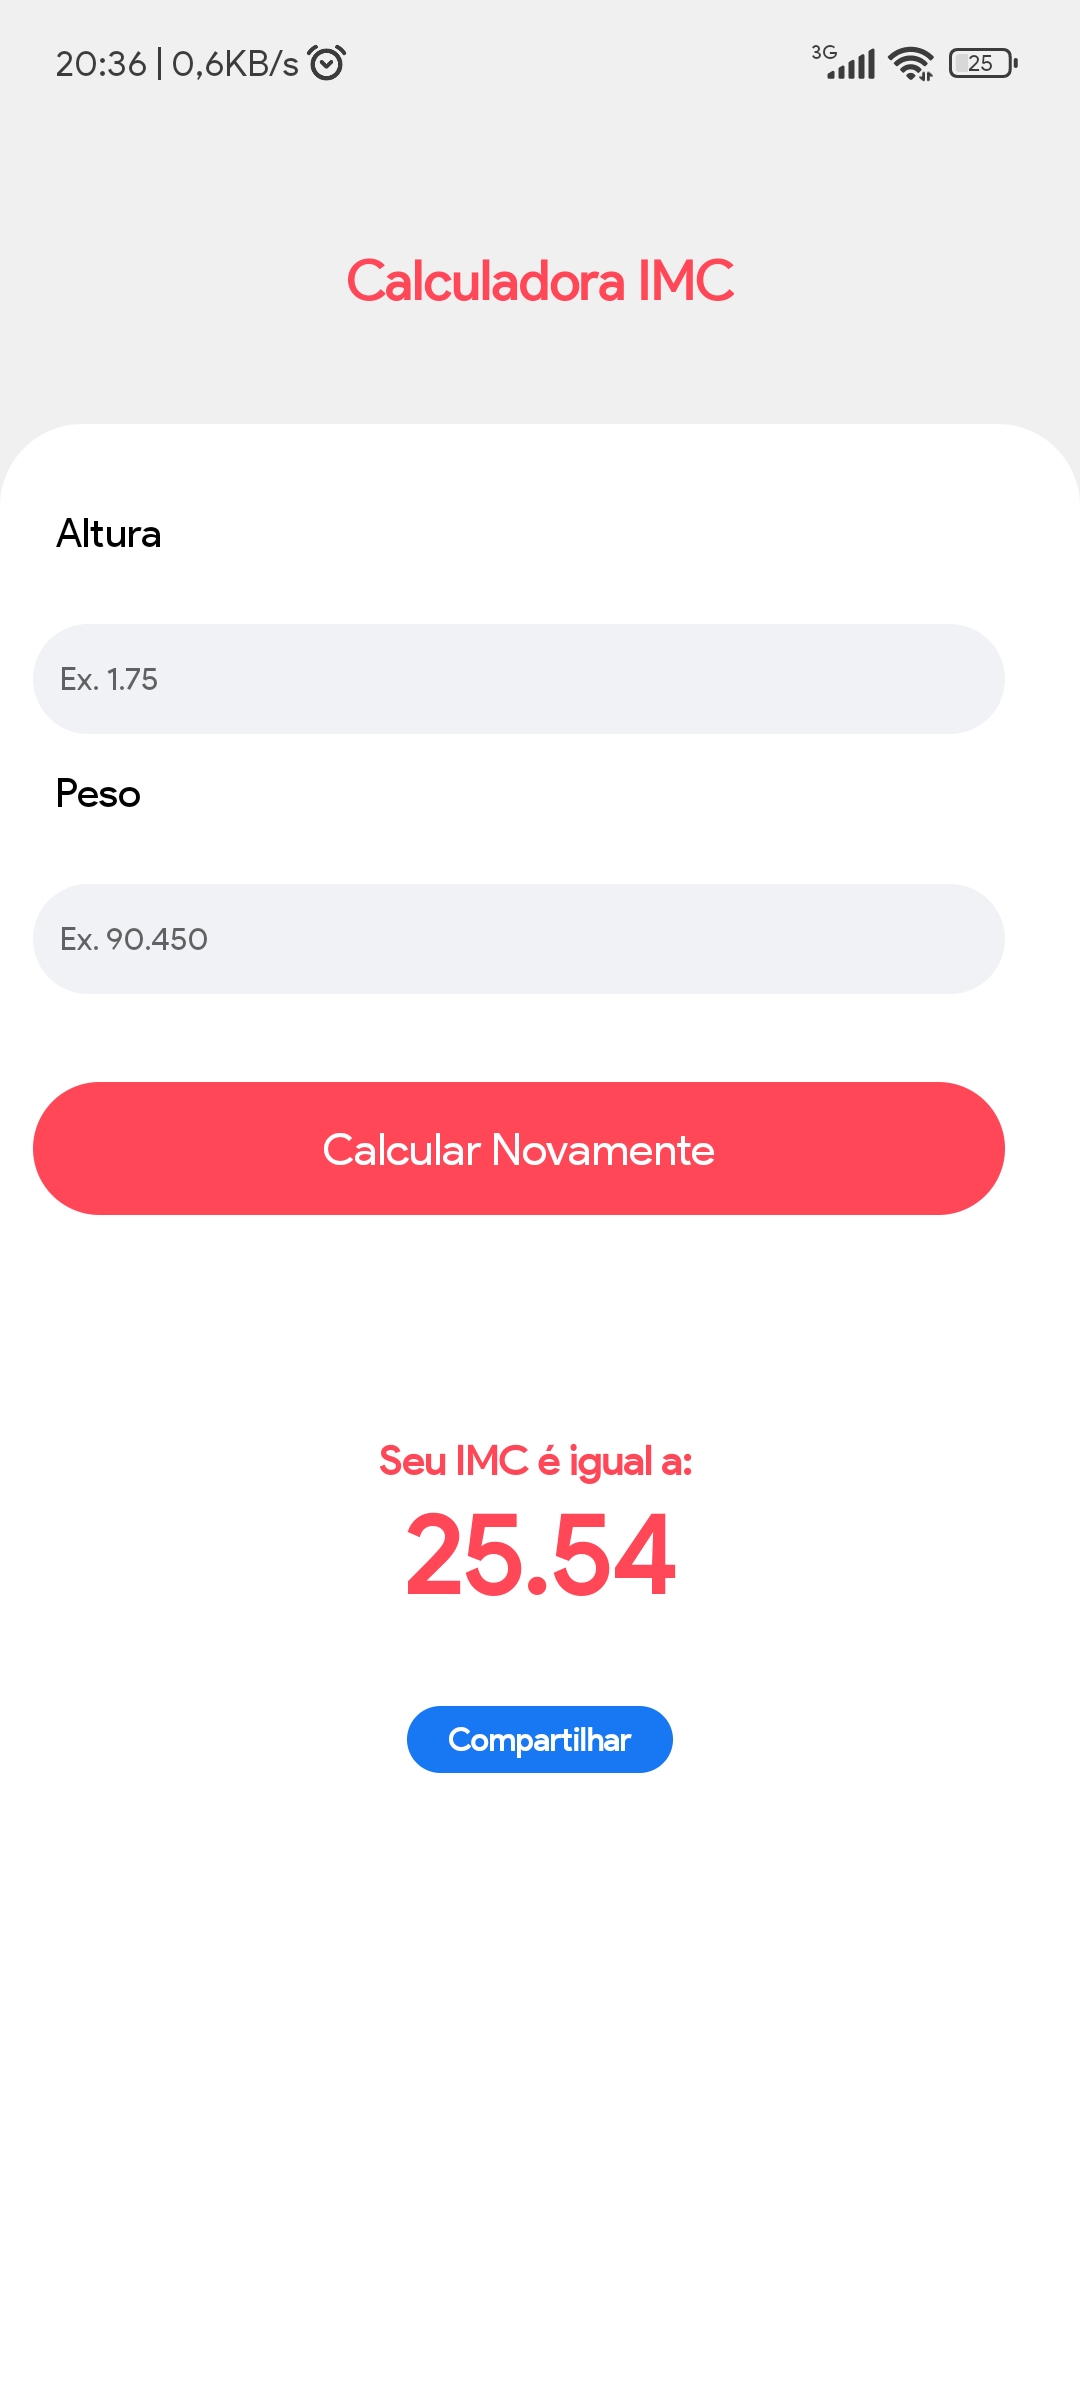 20:36 | 0,6KB/s
3G
25
Calculadora IMC
Altura
Ex. 1.75
Peso
Ex. 90.450
Calcular Novamente
Seu IMC é igual a:
25.54
Compartilhar